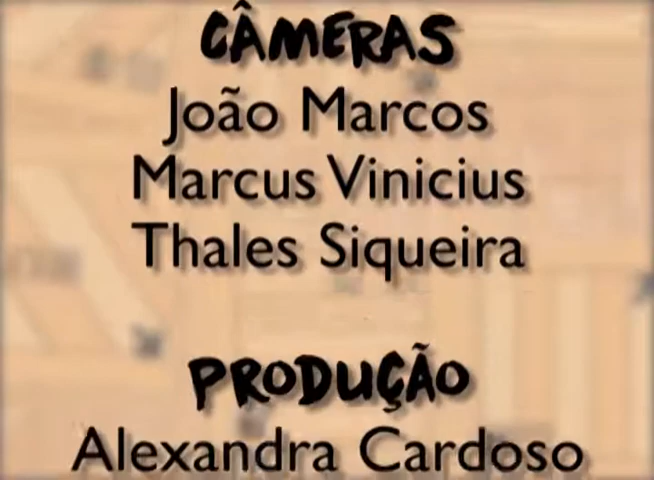 CÂMERAS
João Marcos
Marcus Vinicius
Thales Siqueira
PRODUÇÃO
Alexandra Cardoso